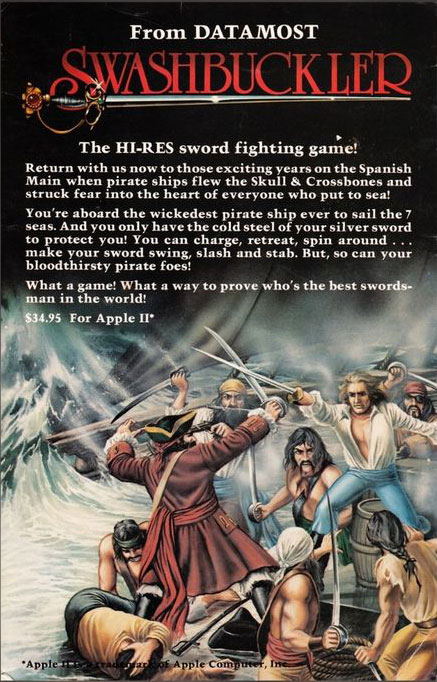 From DATAMOST
SWASHBUCKLER
The HI-RES sword fighting game!
Return with us now to those exciting years on the Spanish
Main when pirate ships flew the Skull & Crossbones and
struck fear into the heart of everyone who put to sea!
You're aboard the wickedest pirate ship ever to sail the 7
seas. And you only have the cold steel of your silver sword
to protect you! You can charge, retreat, spin around . . .
make your sword swing, slash and stab. But, so can your
bloodthirsty pirate foes!
What a game! What a way to prove who's the best swords-
man in the world!
$34.95 For Apple II*
*Apple II is a trademark of Apple Computer, Inc.